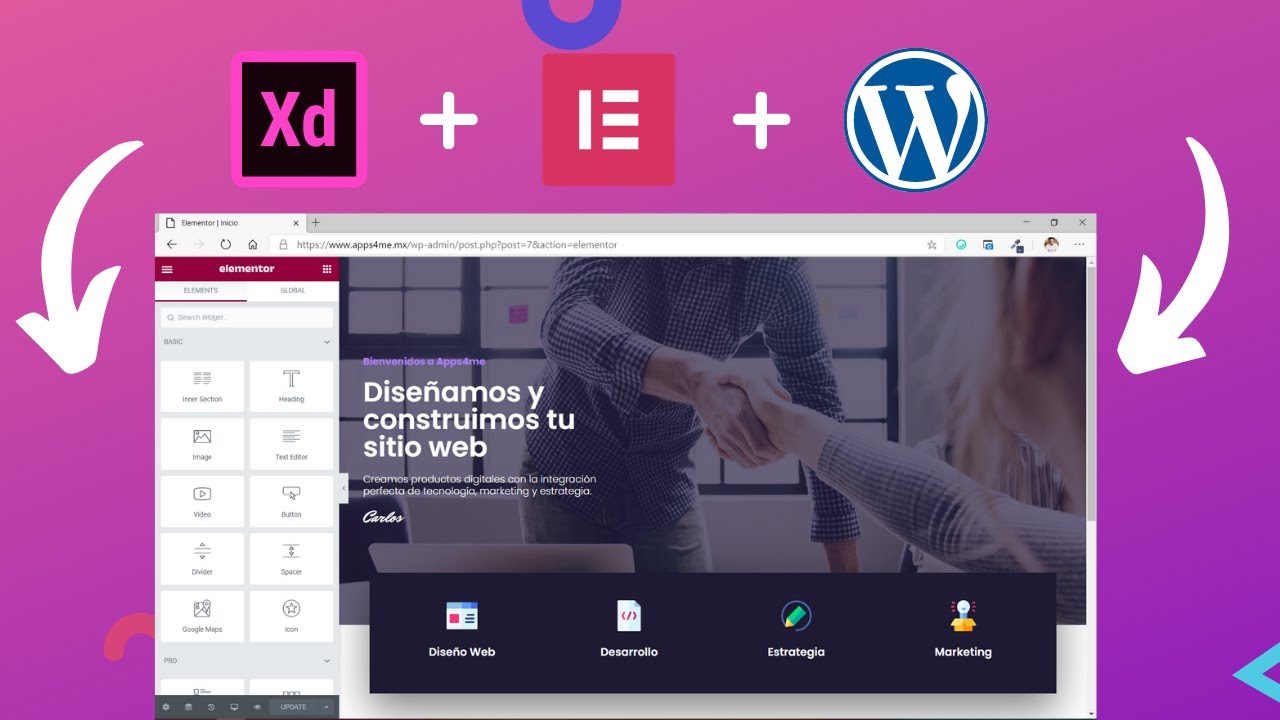 Xd
+
+
W
Elementor | Inicio
https://www.apps4me.mx/wp-admin/post.php?post=7&action=elementor
elementor
ELEMENTS
GLOBAL
Search Widget...
BASIC
Inner Section
Heading
Image
Text Editor
Video
Button
Divider
Spacer
Google Maps
Icon
PRO
UPDATE
Bienvenidos a Apps4me
Diseñamos y
construimos tu
sitio web
Creamos productos digitales con la integración
perfecta de tecnología, marketing y estrategia.
Carlos
Diseño Web
Desarrollo
Estrategia
Marketing